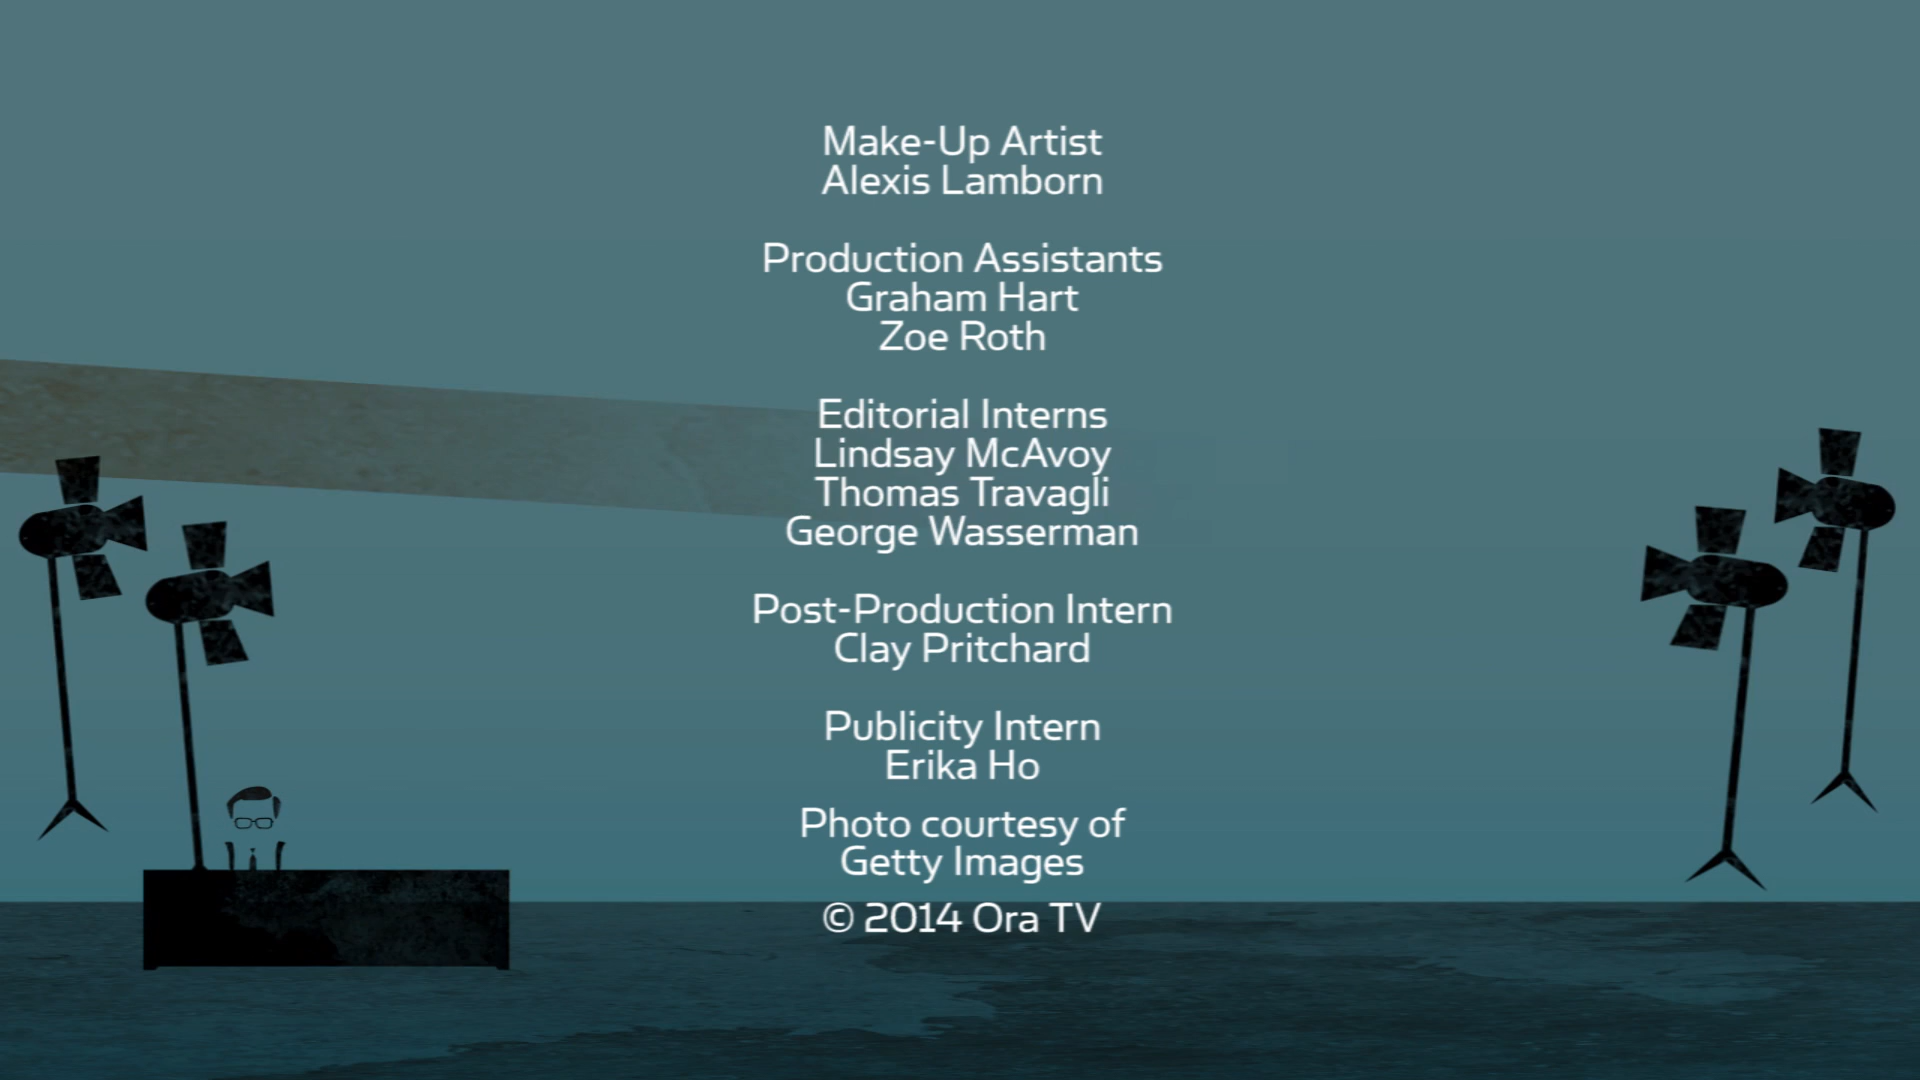 Make-Up Artist
Alexis Lamborn
Production Assistants
Graham Hart
Zoe Roth
Editorial Interns
Lindsay McAvoy
Thomas Travagli
George Wasserman
Post-Production Intern
Clay Pritchard
Publicity Intern
Erika Ho
Photo courtesy of
Getty Images
© 2014 Ora TV